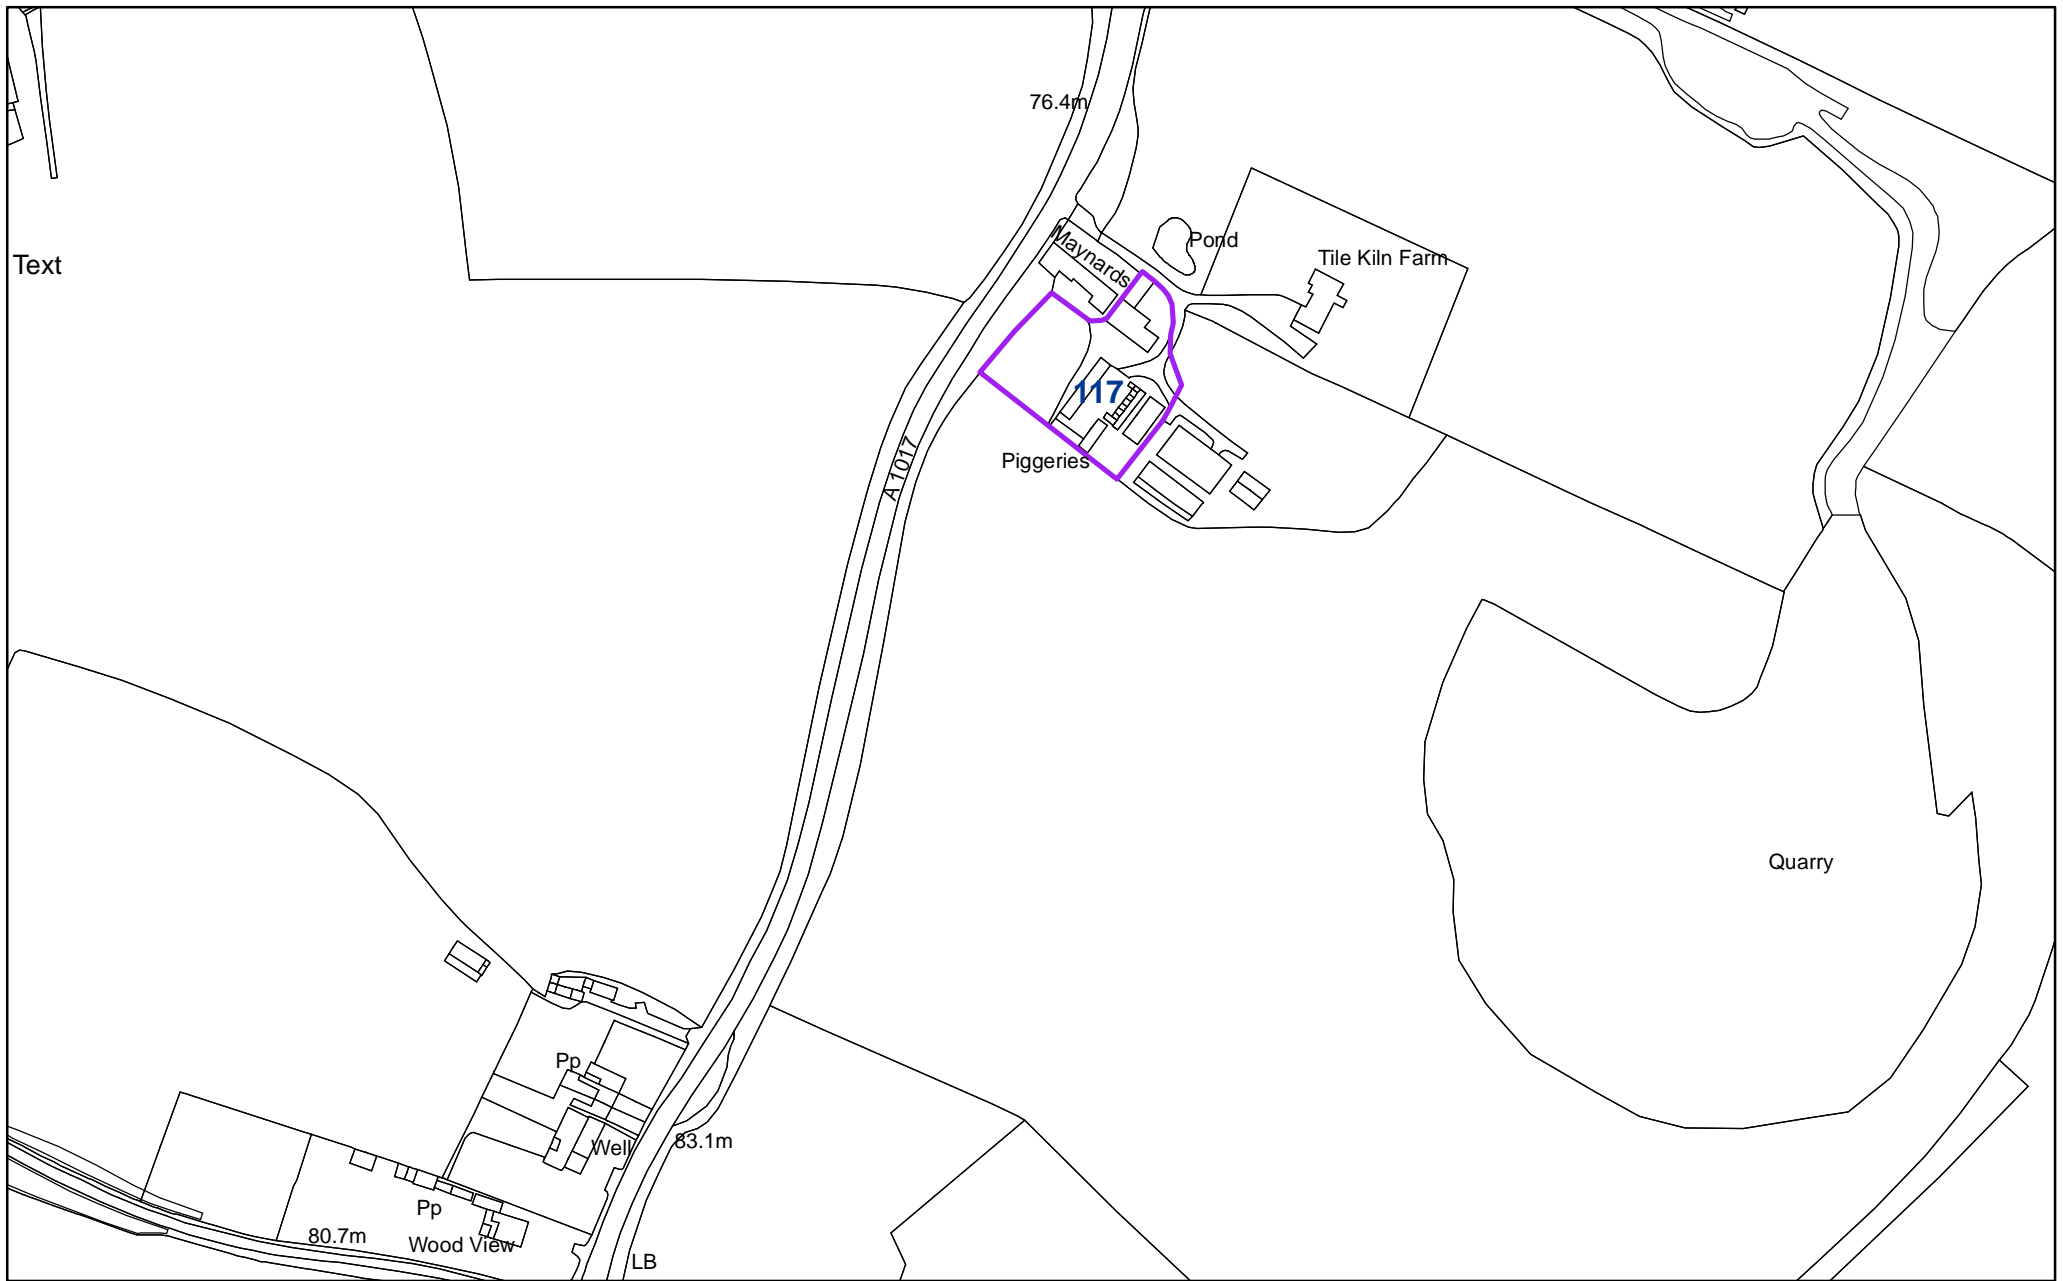 76.4m
Maynards
Pond
Tile Kiln Farm
Text
117
A 1017
Piggeries
Quarry
Pp
Well
83.1m
Pp
80.7m
Wood View
LB